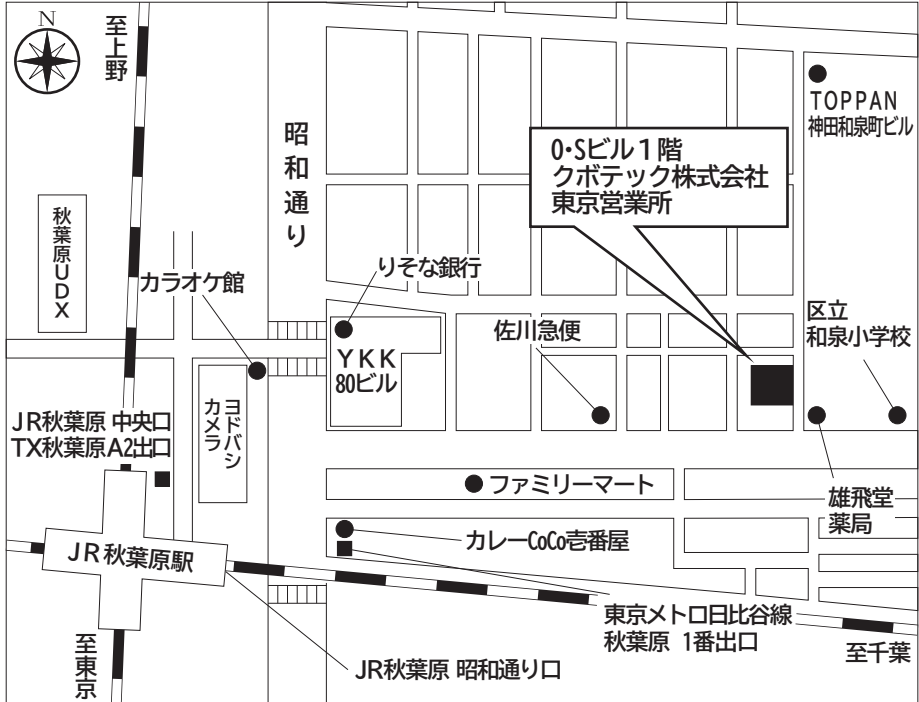 N
至上野
昭和通り
TOPPAN
神田和泉町ビル
O・Sビル1階
クボテック株式会社
東京営業所
秋葉原UDX
カラオケ館
りそな銀行
佐川急便
区立
和泉小学校
YKK
80ビル
ヨドバシ
カメラ
JR秋葉原 中央口
TX秋葉原A2出口
ファミリーマート
雄飛堂
薬局
カレーCoCo壱番屋
JR秋葉原駅
東京メトロ日比谷線
秋葉原 1番出口
至千葉
至東京
JR秋葉原 昭和通り口